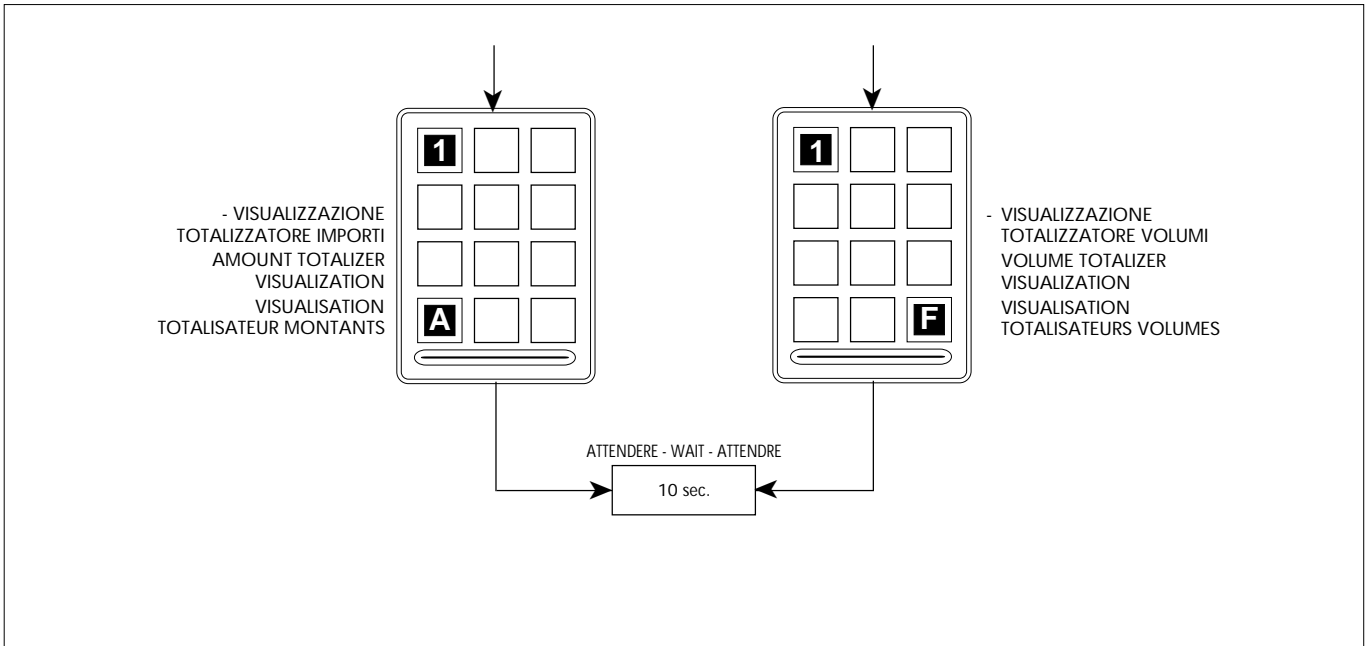 1
A
- VISUALIZZAZIONE
TOTALIZZATORE IMPORTI
AMOUNT TOTALIZER
VISUALIZATION
VISUALISATION
TOTALISATEUR MONTANTS
1
F
- VISUALIZZAZIONE
TOTALIZZATORE VOLUMI
VOLUME TOTALIZER
VISUALIZATION
VISUALISATION
TOTALISATEURS VOLUMES
ATTENDERE - WAIT - ATTENDRE
10 sec.